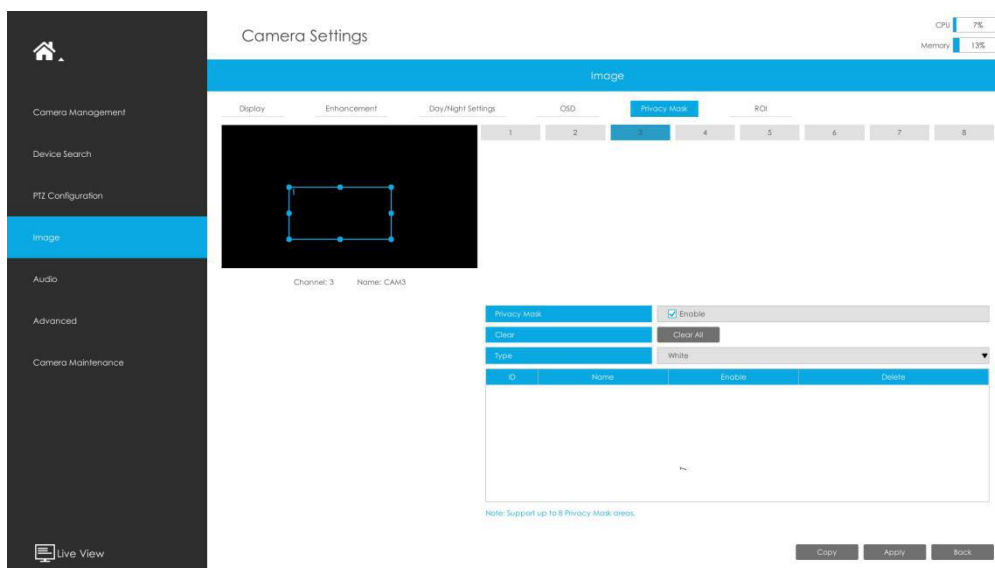 Camera Settings
CPU 7%
Memory 13%
Image
Camera Management
Device Search
PTZ Configuration
Image
Audio
Advanced
Camera Maintenance
Live View
Display Enhancement Day/Night Settings OSD Privacy Mask ROI
1 2 3 4 5 6 7 8
1
Channel: 3 Name: CAM3
Privacy Mask Enable
Clear Clear All
Type White
ID Name Enable Delete
Note: Support up to 8 Privacy Mask areas.
Copy Apply Back